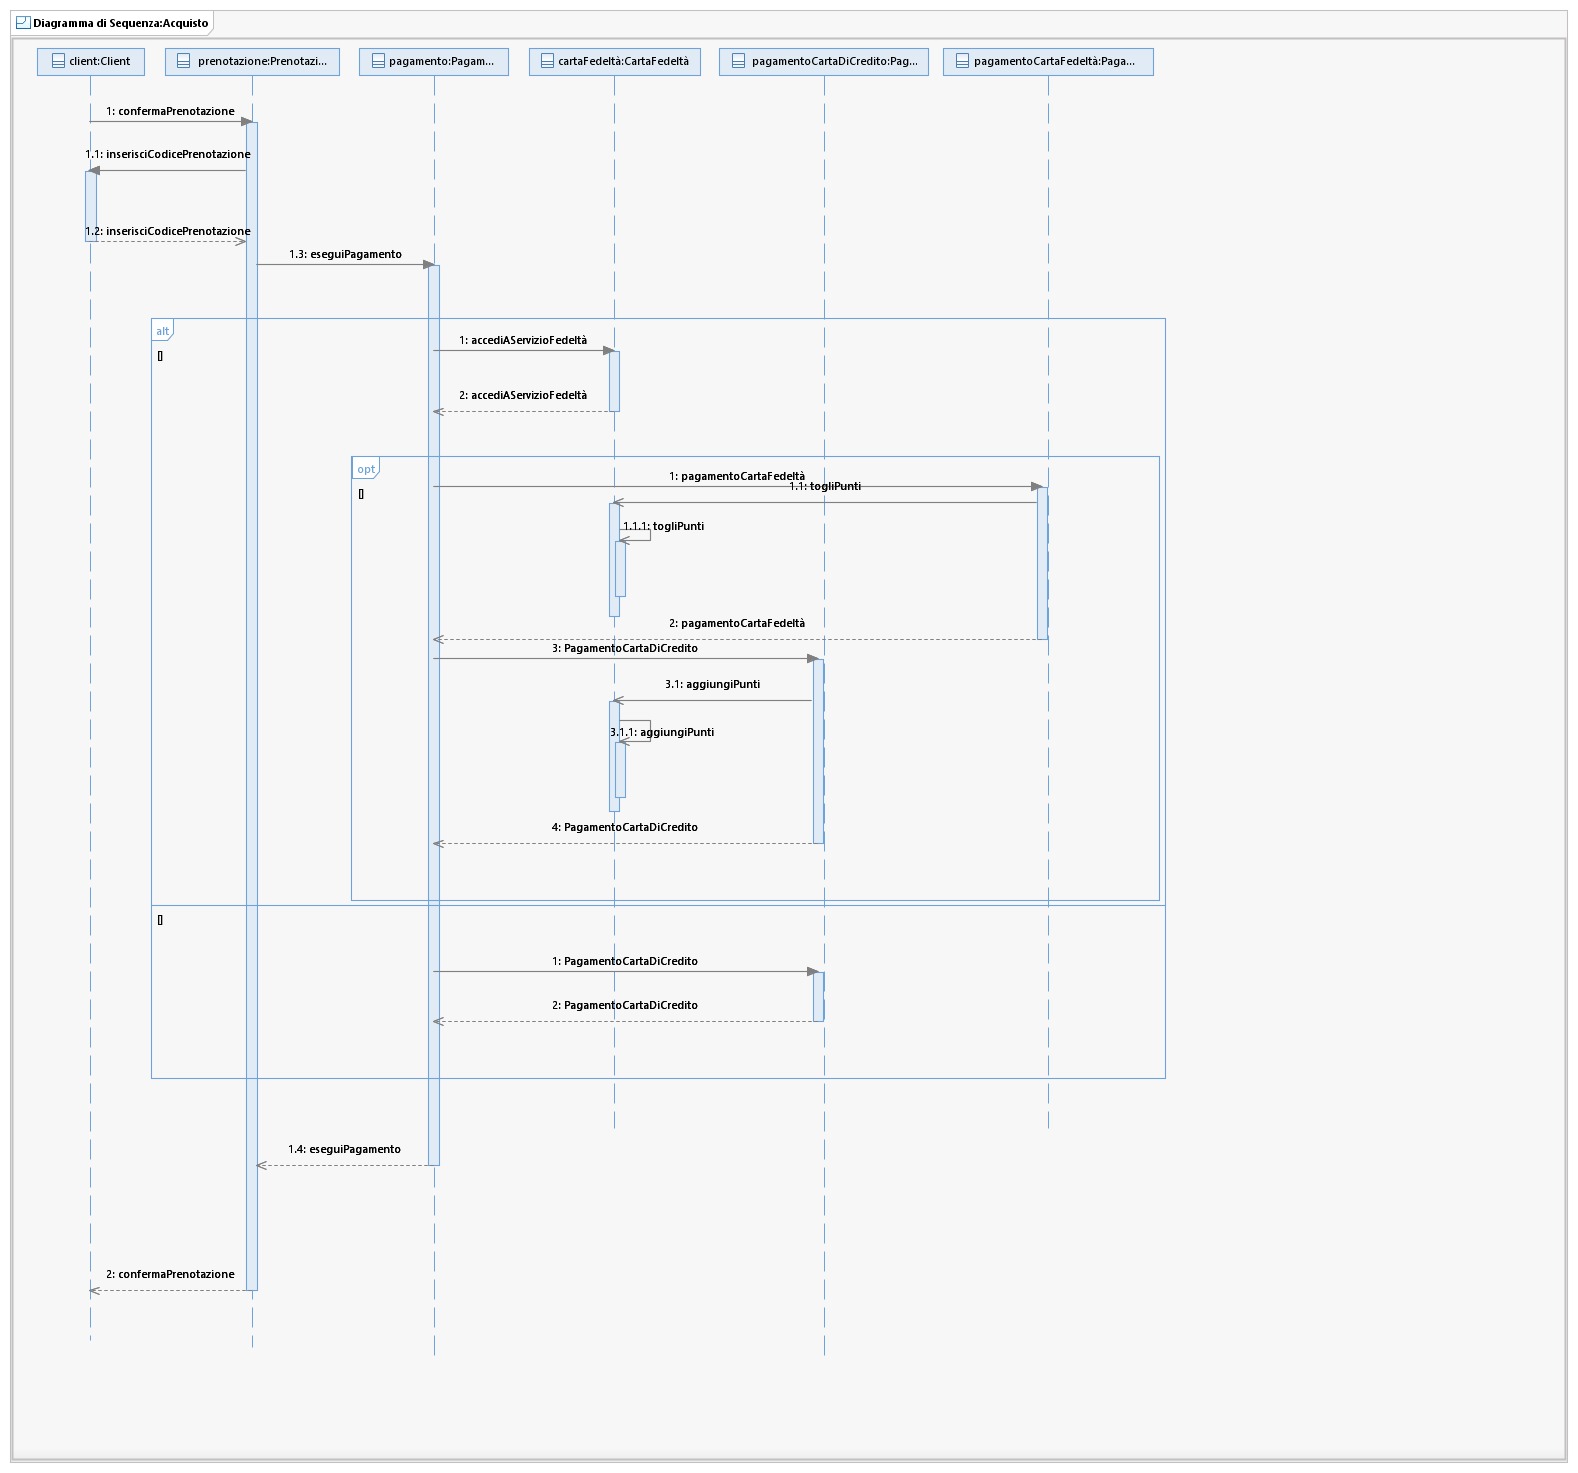 Diagramma di Sequenza:Acquisto
client:Client
prenotazione:Prenotazi...
pagamento:Pagam...
cartaFedeltà:CartaFedeltà
pagamentoCartaDiCredito:Pag...
pagamentoCartaFedeltà:Paga...
1: confermaPrenotazione
1.1: inserisciCodicePrenotazione
1.2: inserisciCodicePrenotazione
1.3: eseguiPagamento
alt
1: accediAServizioFedeltà
[]
2: accediAServizioFedeltà
opt
1: pagamentoCartaFedeltà
1.1: togliPunti
[]
1.1.1: togliPunti
2: pagamentoCartaFedeltà
3: PagamentoCartaDiCredito
3.1: aggiungiPunti
3.1.1: aggiungiPunti
4: PagamentoCartaDiCredito
[]
1: PagamentoCartaDiCredito
2: PagamentoCartaDiCredito
1.4: eseguiPagamento
2: confermaPrenotazione